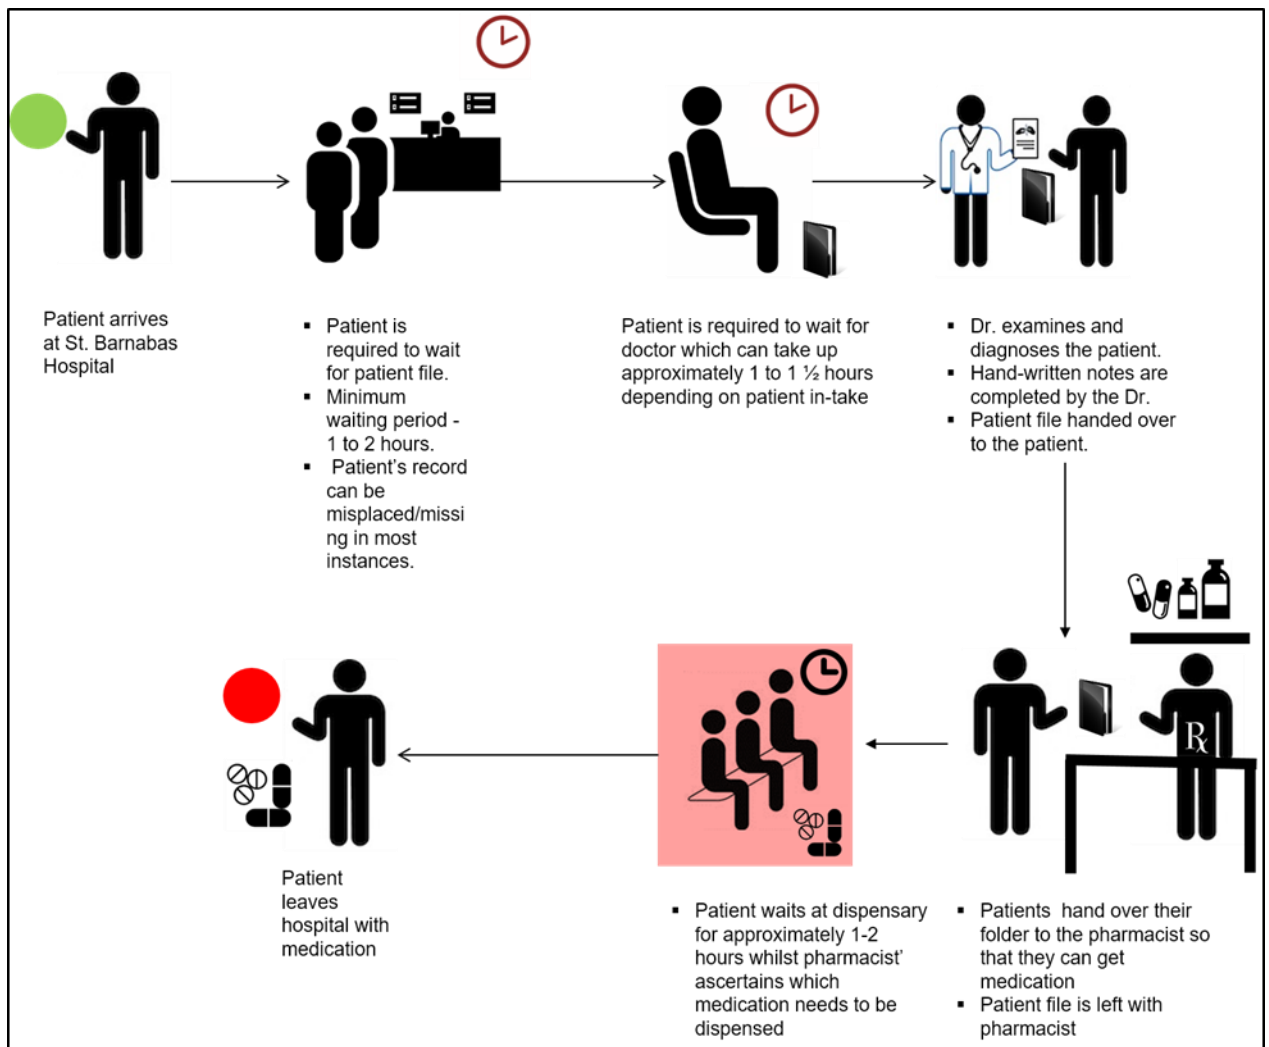 Patient arrives
at St. Barnabas
Hospital
▪ Patient is
required to wait
for patient file.
▪ Minimum
waiting period -
1 to 2 hours.
▪ Patient's record
can be
misplaced/missi
ng in most
instances.
Patient is required to wait for
doctor which can take up
approximately 1 to 1 ½ hours
depending on patient in-take
▪ Dr. examines and
diagnoses the patient.
▪ Hand-written notes are
completed by the Dr.
▪ Patient file handed over
to the patient.
Rx
▪ Patients hand over their
folder to the pharmacist so
that they can get
medication
▪ Patient file is left with
pharmacist
▪ Patient waits at dispensary
for approximately 1-2
hours whilst pharmacist'
ascertains which
medication needs to be
dispensed
Patient
leaves
hospital with
medication